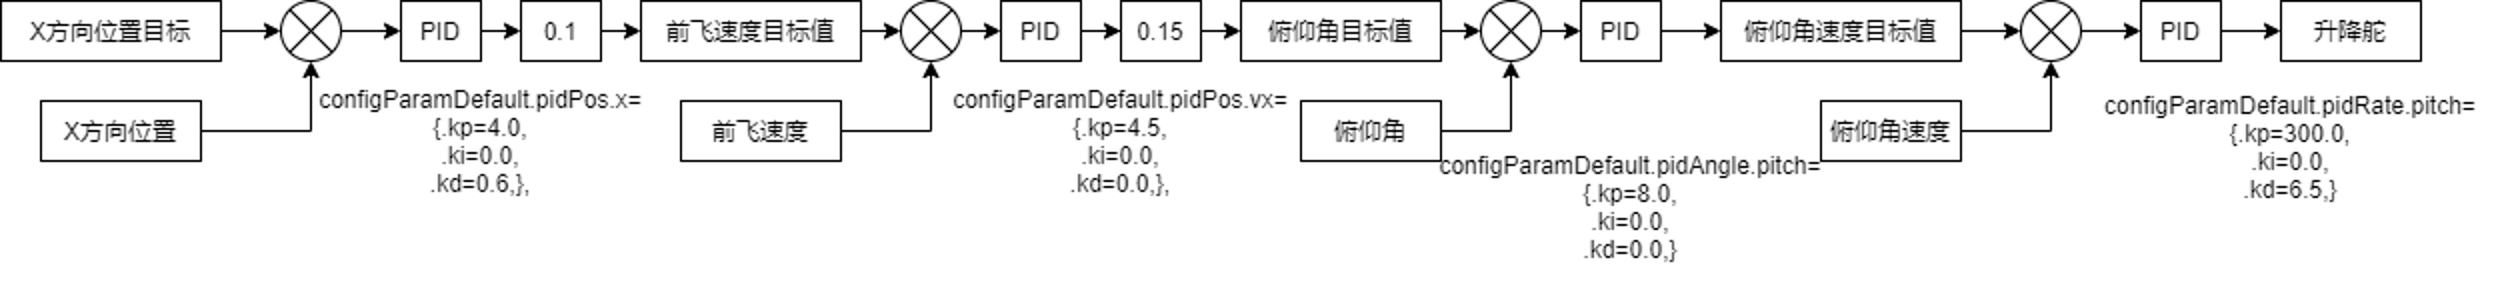 X方向位置目标
PID
0.1
前飞速度目标值
PID
0.15
俯仰角目标值
PID
俯仰角速度目标值
PID
升降舵
X方向位置
configParamDefault.pidPos.x=
{.kp=4.0,
.ki=0.0,
.kd=0.6,},
前飞速度
configParamDefault.pidPos.vx=
{.kp=4.5,
.ki=0.0,
.kd=0.0,},
俯仰角
configParamDefault.pidAngle.pitch=
{.kp=8.0,
.ki=0.0,
.kd=0.0,}
俯仰角速度
configParamDefault.pidRate.pitch=
{.kp=300.0,
.ki=0.0,
.kd=6.5,}